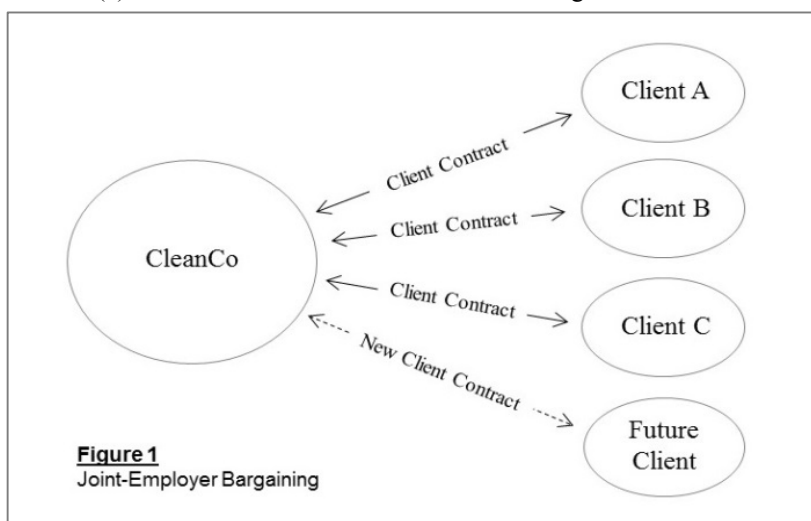 Client A
Client Contract
Client B
Client Contract
CleanCo
Client Contract
Client C
New Client Contract
Future
Client
Figure 1
Joint-Employer Bargaining